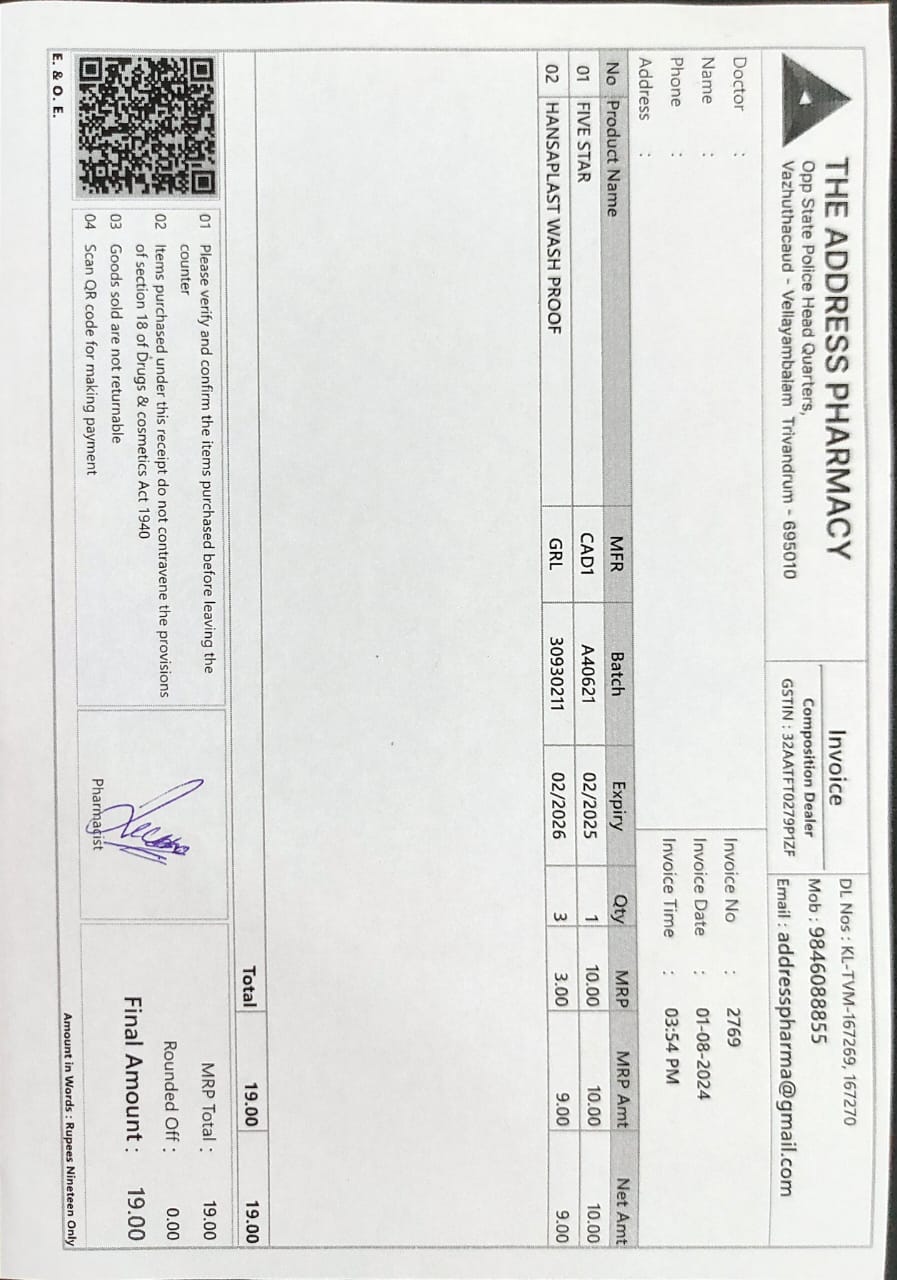 THE ADDRESS PHARMACY
Opp State Police Head Quarters,
Vazhuthacaud - Vellayambalam Trivandrum - 695010
Invoice
Composition Dealer
GSTIN : 32AATFT0279P1ZF
DL Nos : KL-TVM-167269, 167270
Mob : 9846088855
Email : addresspharma@gmail.com
Doctor :
Name :
Phone :
Address :
Invoice No : 2769
Invoice Date : 01-08-2024
Invoice Time : 03:54 PM
No Product Name MFR Batch Expiry Qty MRP MRP Amt Net Amt
01 FIVE STAR CAD1 A40621 02/2025 1 10.00 10.00 10.00
02 HANSAPLAST WASH PROOF GRL 30930211 02/2026 3 3.00 9.00 9.00
Total 19.00 19.00
01 Please verify and confirm the items purchased before leaving the
counter
02 Items purchased under this receipt do not contravene the provisions
of section 18 of Drugs & cosmetics Act 1940
03 Goods sold are not returnable
04 Scan QR code for making payment
Pharmacist
MRP Total : 19.00
Rounded Off : 0.00
Final Amount : 19.00
E. & O. E.
Amount in Words : Rupees Nineteen Only